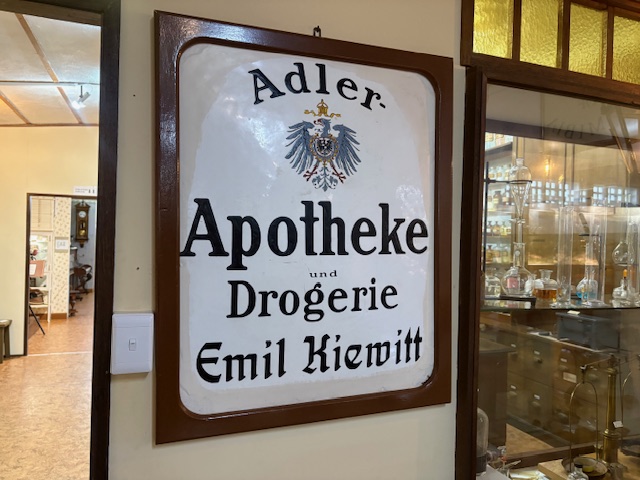 Adler-
Apotheke
und
Drogerie
Emil Kiewitt